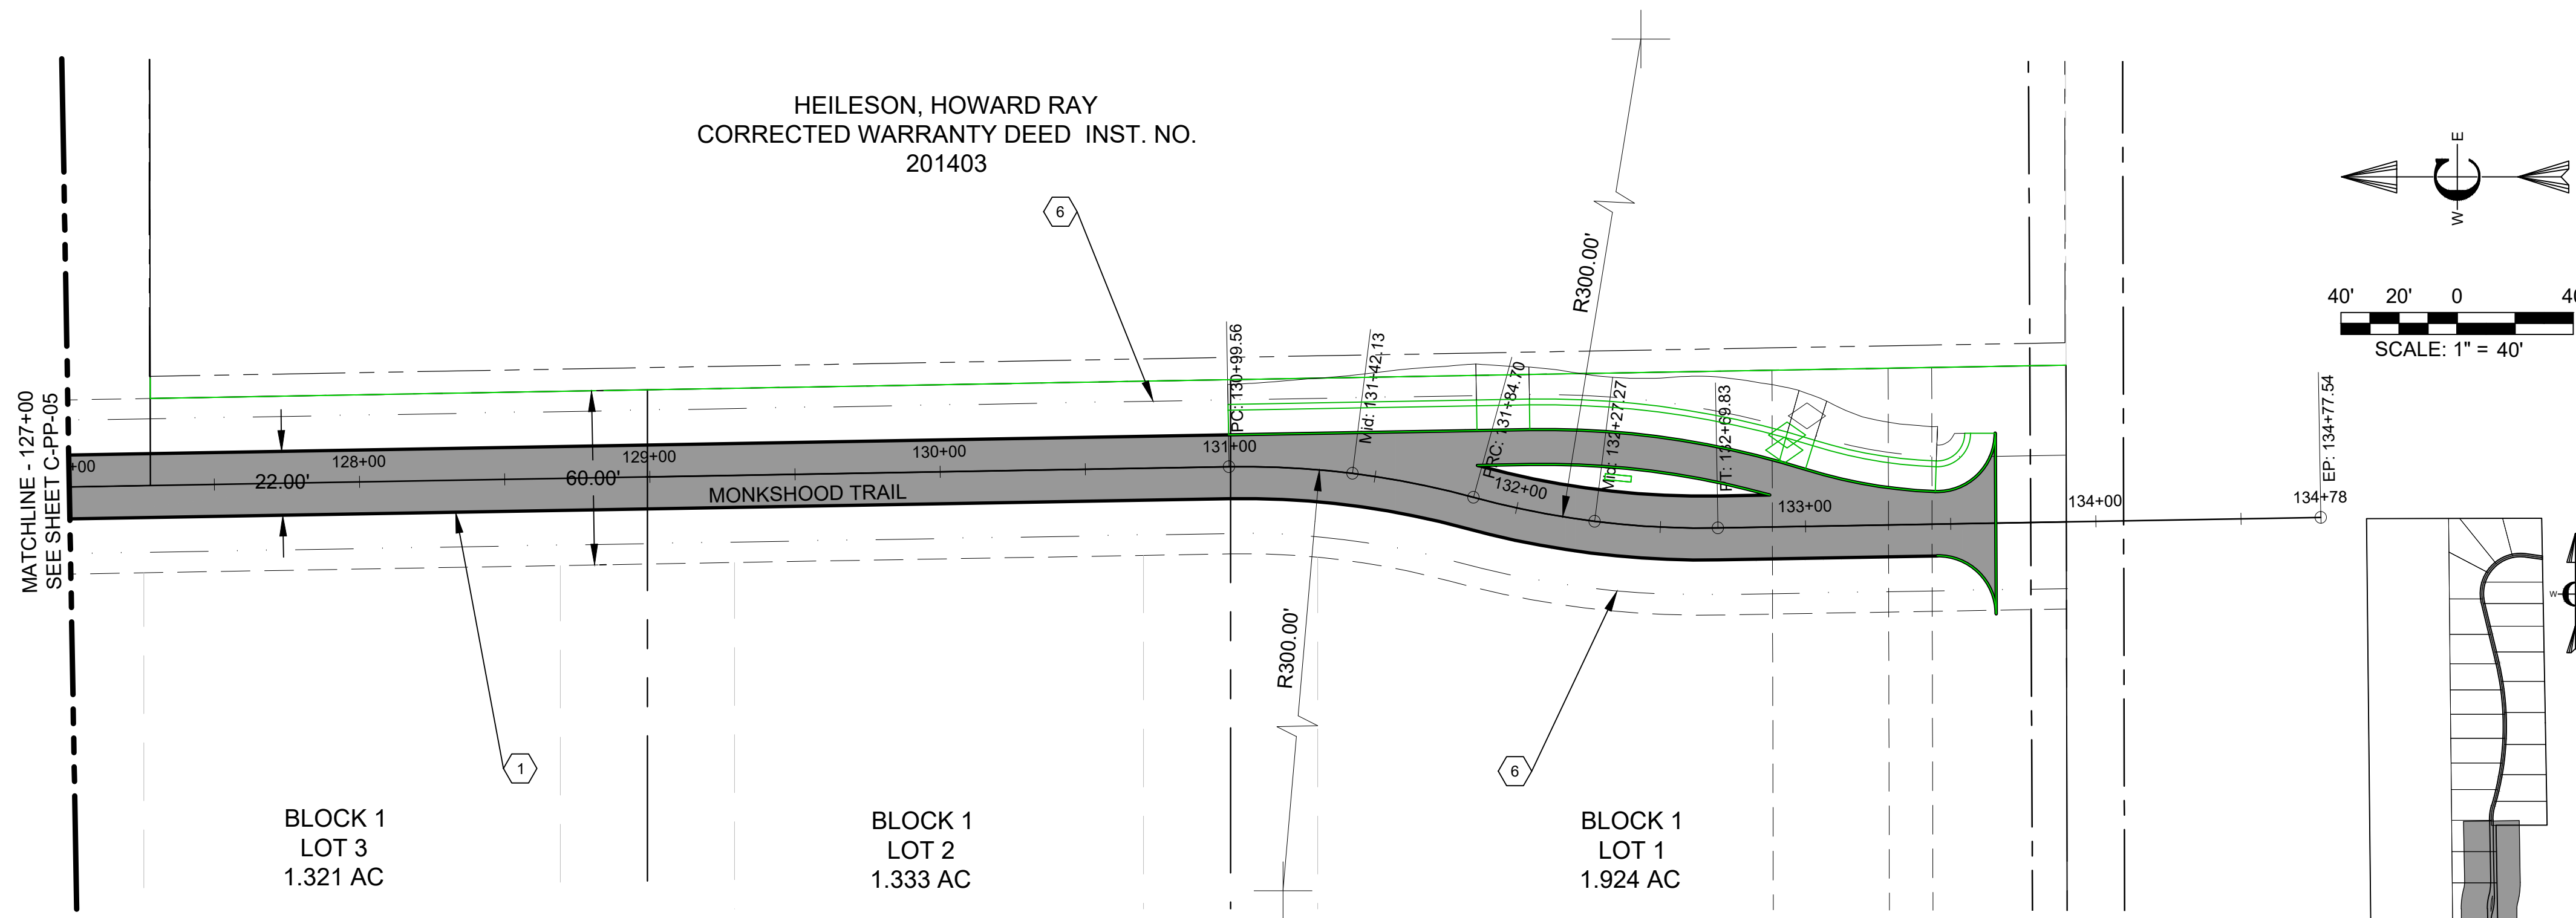 HEILESON, HOWARD RAY
CORRECTED WARRANTY DEED INST. NO.
201403
6
E
W
40' 20' 0 40
SCALE: 1" = 40'
R300.00'
MATCHLINE - 127+00
SEE SHEET C-PP-05
+00
128+00
129+00
130+00
131+00
132+00
133+00
134+00
134+78
22.00'
60.00'
MONKSHOOD TRAIL
PC: 130+99.56
Mid: 131+42.13
PRC: 131+84.70
Mid: 132+27.27
PT: 132+69.83
EP: 134+77.54
R300.00'
1
6
W
BLOCK 1
LOT 3
1.321 AC
BLOCK 1
LOT 2
1.333 AC
BLOCK 1
LOT 1
1.924 AC